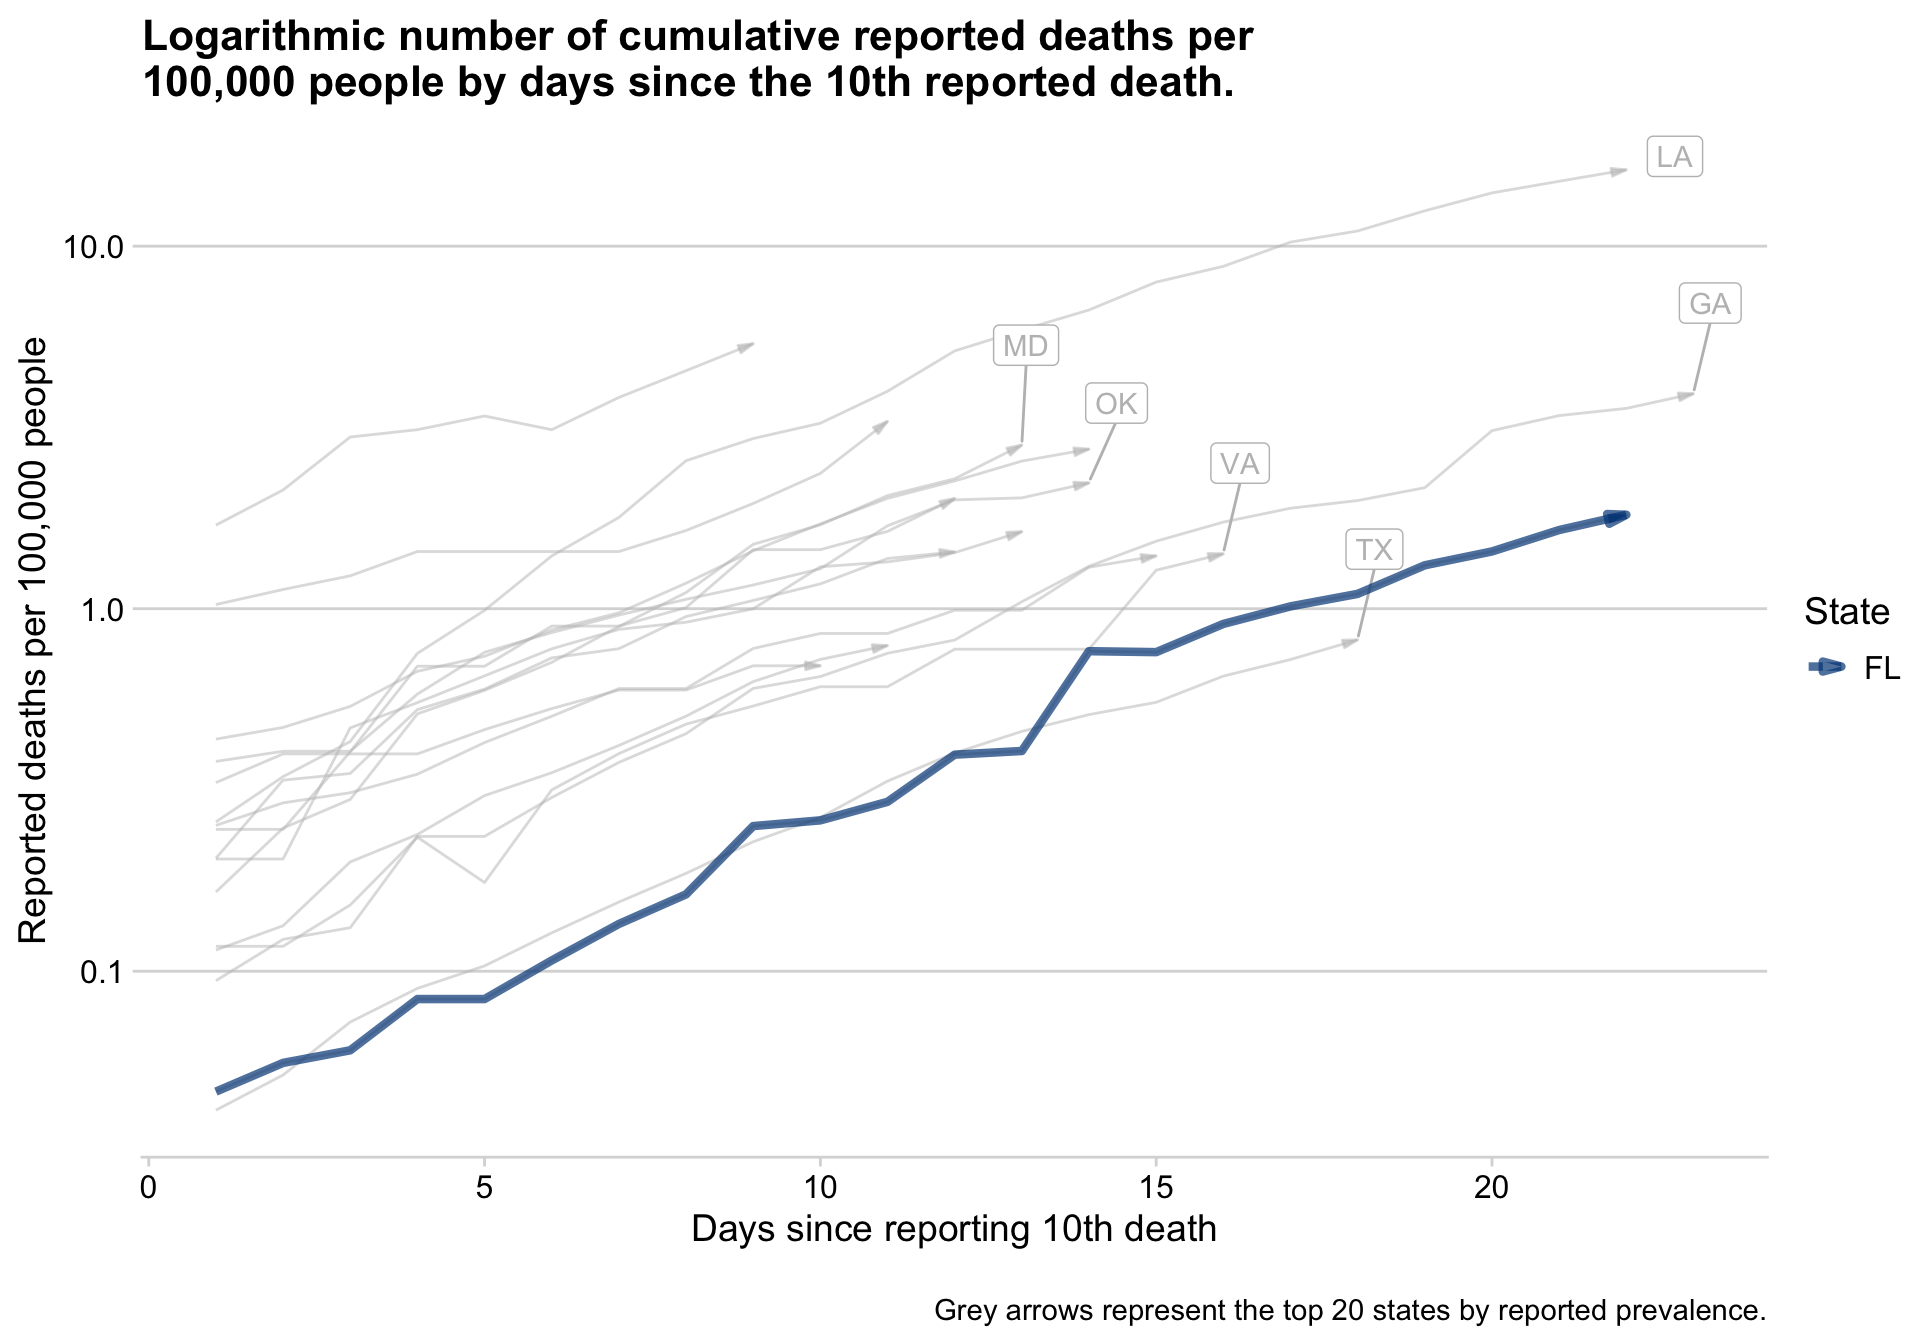 Logarithmic number of cumulative reported deaths per
100,000 people by days since the 10th reported death.
LA
10.0
GA
MD
OK
VA
TX
1.0
State
FL
Reported deaths per 100,000 people
0.1
0 5 10 15 20
Days since reporting 10th death
Grey arrows represent the top 20 states by reported prevalence.